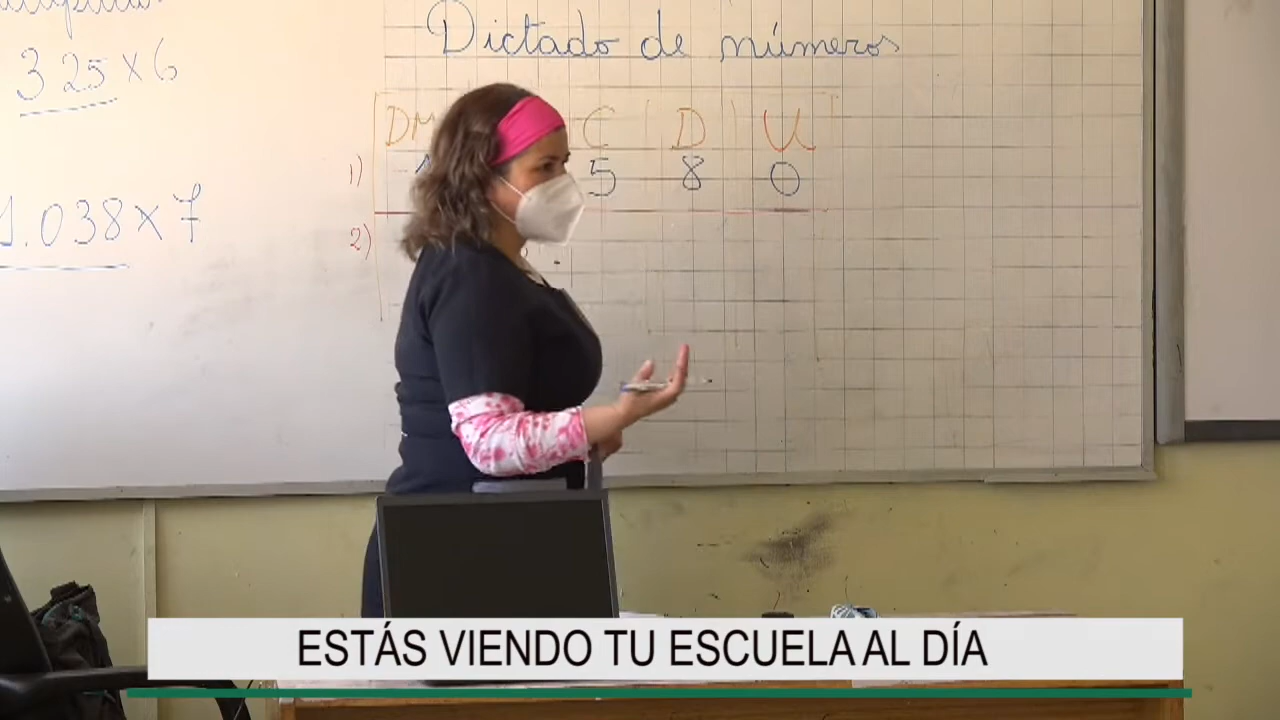 Dictado de números
325 x 6
DM C D U
1) 5 8 0
1.038 x 7
2)
ESTÁS VIENDO TU ESCUELA AL DÍA